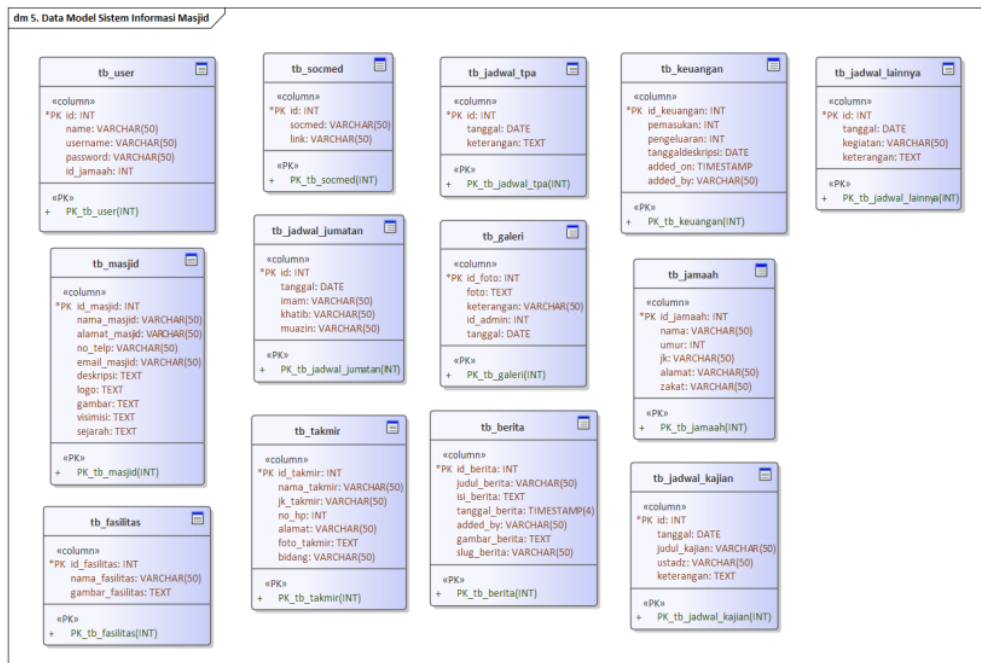 dm 5. Data Model Sistem Informasi Masjid
tb_user
«column»
*PK id: INT
name: VARCHAR(50)
username: VARCHAR(50)
password: VARCHAR(50)
id_jamaah: INT
«PK»
+ PK_tb_user(INT)
tb_socmed
«column»
*PK id: INT
socmed: VARCHAR(50)
link: VARCHAR(50)
«PK»
+ PK_tb_socmed(INT)
tb_jadwal_tpa
«column»
*PK id: INT
tanggal: DATE
keterangan: TEXT
«PK»
+ PK_tb_jadwal_tpa(INT)
tb_keuangan
«column»
*PK id_keuangan: INT
pemasukan: INT
pengeluaran: INT
tanggaldeskripsi: DATE
added_on: TIMESTAMP
added_by: VARCHAR(50)
«PK»
+ PK_tb_keuangan(INT)
tb_jadwal_lainnya
«column»
*PK id: INT
tanggal: DATE
kegiatan: VARCHAR(50)
keterangan: TEXT
«PK»
+ PK_tb_jadwal_lainnya(INT)
tb_masjid
«column»
*PK id_masjid: INT
nama_masjid: VARCHAR(50)
alamat_masjid: VARCHAR(50)
no_telp: VARCHAR(50)
email_masjid: VARCHAR(50)
deskripsi: TEXT
logo: TEXT
gambar: TEXT
visimisi: TEXT
sejarah: TEXT
«PK»
+ PK_tb_masjid(INT)
tb_jadwal_jumatan
«column»
*PK id: INT
tanggal: DATE
imam: VARCHAR(50)
khatib: VARCHAR(50)
muazin: VARCHAR(50)
«PK»
+ PK_tb_jadwal_jumatan(INT)
tb_galeri
«column»
*PK id_foto: INT
foto: TEXT
keterangan: VARCHAR(50)
id_admin: INT
tanggal: DATE
«PK»
+ PK_tb_galeri(INT)
tb_jamaah
«column»
*PK id_jamaah: INT
nama: VARCHAR(50)
umur: INT
jk: VARCHAR(50)
alamat: VARCHAR(50)
zakat: VARCHAR(50)
«PK»
+ PK_tb_jamaah(INT)
tb_fasilitas
«column»
*PK id_fasilitas: INT
nama_fasilitas: VARCHAR(50)
gambar_fasilitas: TEXT
«PK»
+ PK_tb_fasilitas(INT)
tb_takmir
«column»
*PK id_takmir: INT
nama_takmir: VARCHAR(50)
jk_takmir: VARCHAR(50)
no_hp: INT
alamat: VARCHAR(50)
foto_takmir: TEXT
bidang: VARCHAR(50)
«PK»
+ PK_tb_takmir(INT)
tb_berita
«column»
*PK id_berita: INT
judul_berita: VARCHAR(50)
isi_berita: TEXT
tanggal_berita: TIMESTAMP(4)
added_by: VARCHAR(50)
gambar_berita: TEXT
slug_berita: VARCHAR(50)
«PK»
+ PK_tb_berita(INT)
tb_jadwal_kajian
«column»
*PK id: INT
tanggal: DATE
judul_kajian: VARCHAR(50)
ustadz: VARCHAR(50)
keterangan: TEXT
«PK»
+ PK_tb_jadwal_kajian(INT)